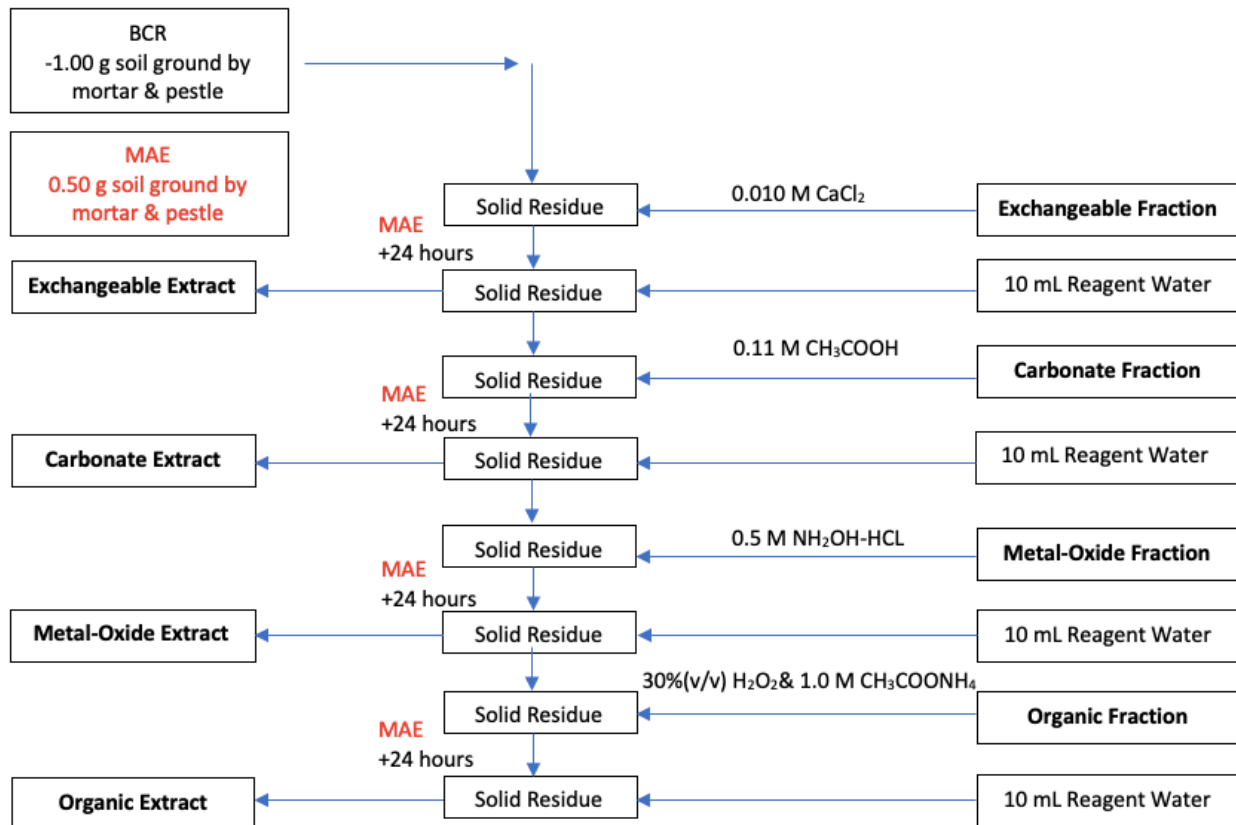 BCR
-1.00 g soil ground by
mortar & pestle
MAE
0.50 g soil ground by
mortar & pestle
Solid Residue
0.010 M CaCl₂
Exchangeable Fraction
MAE
+24 hours
Exchangeable Extract
Solid Residue
10 mL Reagent Water
Solid Residue
0.11 M CH₃COOH
Carbonate Fraction
MAE
+24 hours
Carbonate Extract
Solid Residue
10 mL Reagent Water
Solid Residue
0.5 M NH₂OH-HCL
Metal-Oxide Fraction
MAE
+24 hours
Metal-Oxide Extract
Solid Residue
10 mL Reagent Water
Solid Residue
30%(v/v) H₂O₂& 1.0 M CH₃COONH₄
Organic Fraction
MAE
+24 hours
Organic Extract
Solid Residue
10 mL Reagent Water